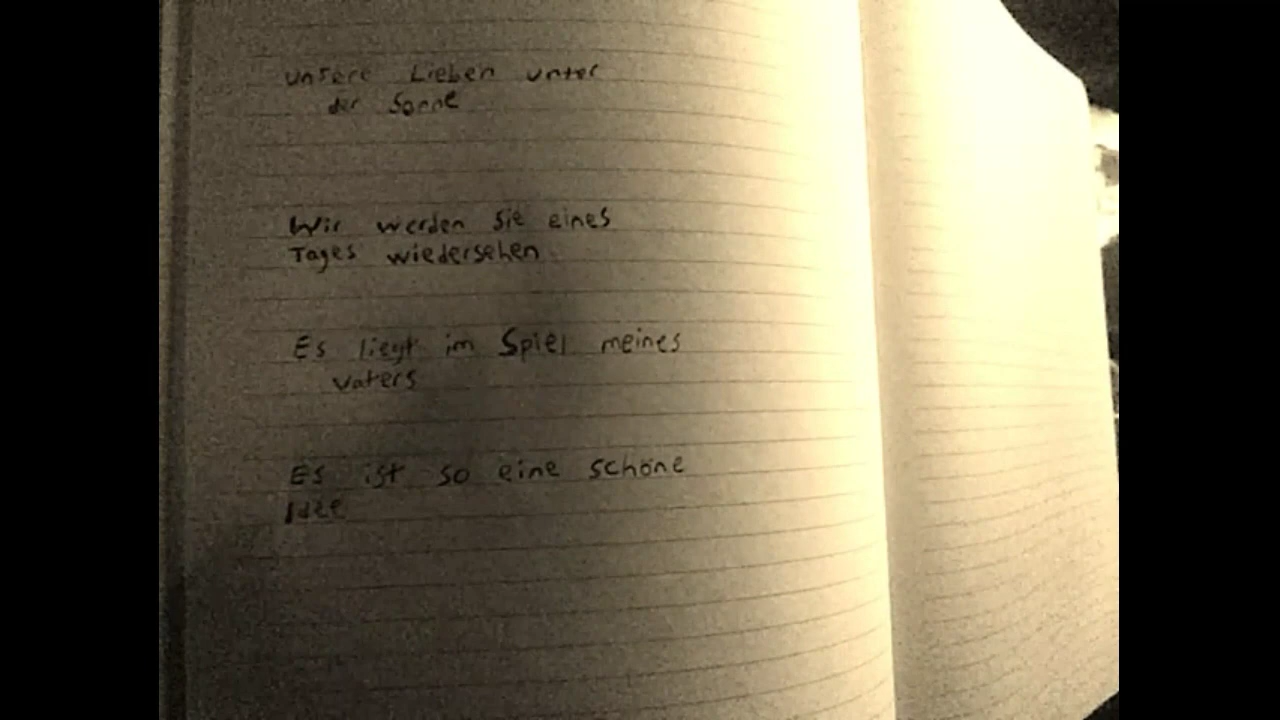 unsere Lieben unter
der Sonne
Wir werden sie eines
Tages wiedersehen
Es liegt im Spiel meines
vaters
Es ist so eine schöne
Idee